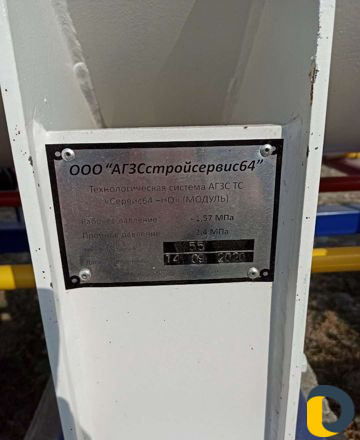 ООО "АГЗСстройсервис64"
Технологическая система АГЗС ТС
«Сервис64 –НО» (МОДУЛЬ)
Рабочее давление - 1,57 МПа
Пробное давление 2,4 МПа
55
14 09 2020